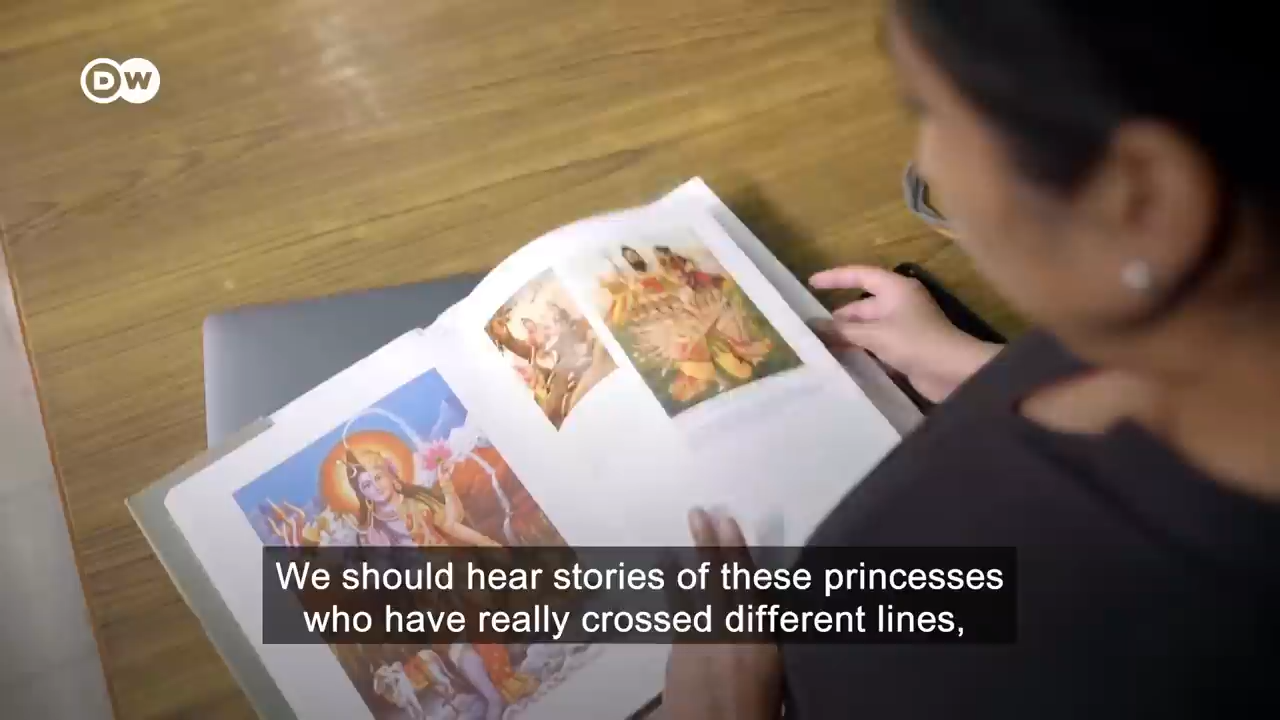 DW
We should hear stories of these princesses
who have really crossed different lines,